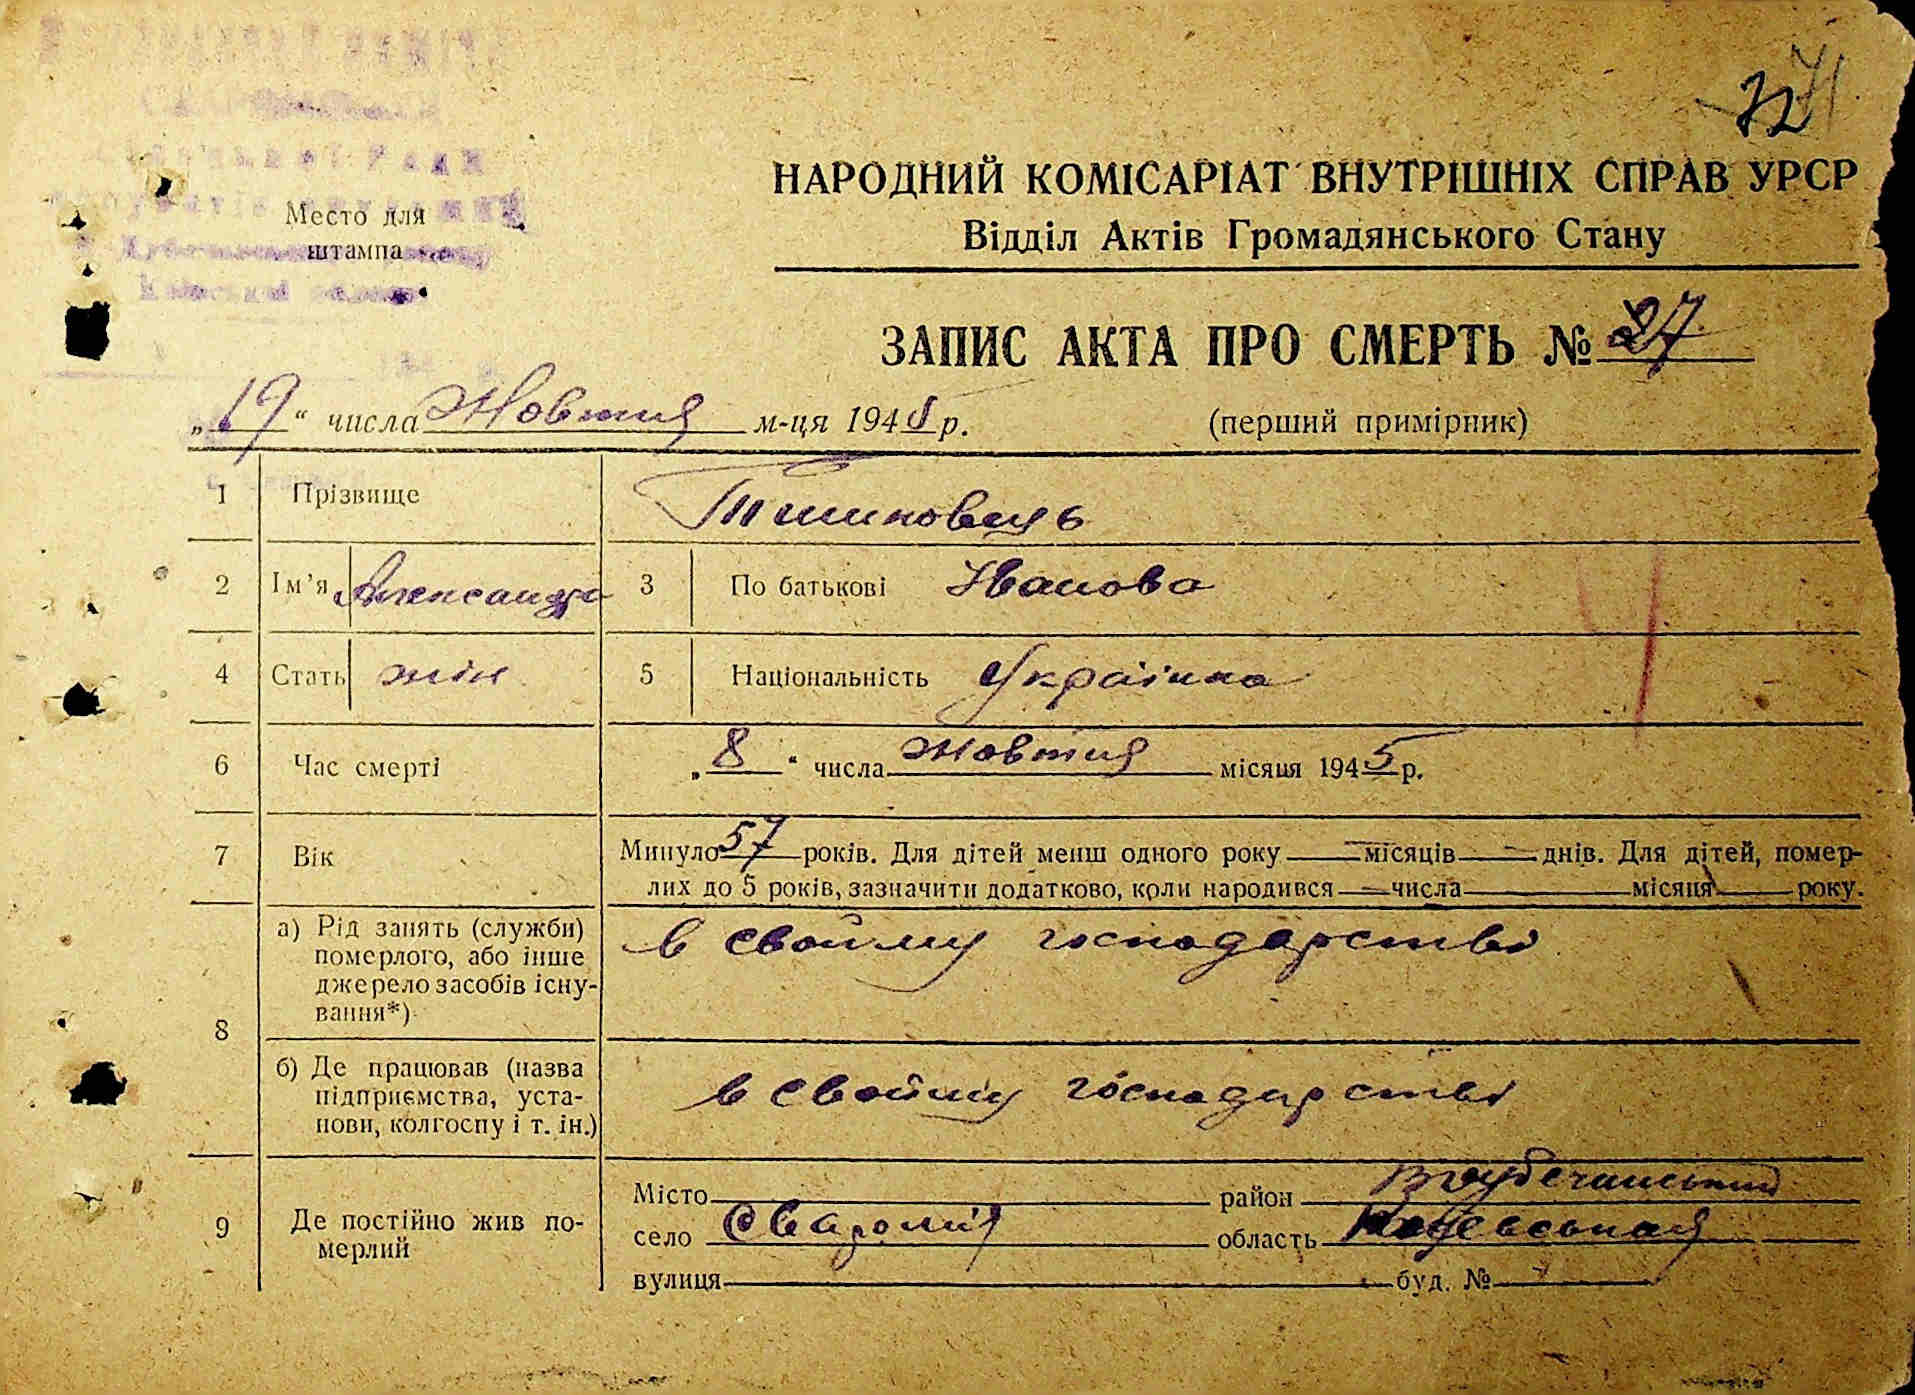 72 71
НАРОДНИЙ КОМІСАРІАТ ВНУТРІШНІХ СПРАВ УРСР
Відділ Актів Громадянського Стану
Место для
штампа
ЗАПИС АКТА ПРО СМЕРТЬ № 27
„19“ числа Жовтня м-ця 1945 р.
(перший примірник)
1 Прізвище Тишковець
2 Ім’я Александра 3 По батькові Іванова
4 Стать жін 5 Національність Українка
6 Час смерті „8“ числа Жовтня місяця 1945 р.
7 Вік Минуло 57 років. Для дітей менш одного року — місяців — днів. Для дітей, помер-
лих до 5 років, зазначити додатково, коли народився — числа — місяця — року.
8 а) Рід занять (служби) в свойму господарстві
померлого, або інше
джерело засобів існу-
вання*)
б) Де працював (назва в свойму господарстві
підприємства, уста-
нови, колгоспу і т. ін.)
9 Де постійно жив по-
мерлий
Місто район
село область
вулиця буд. №